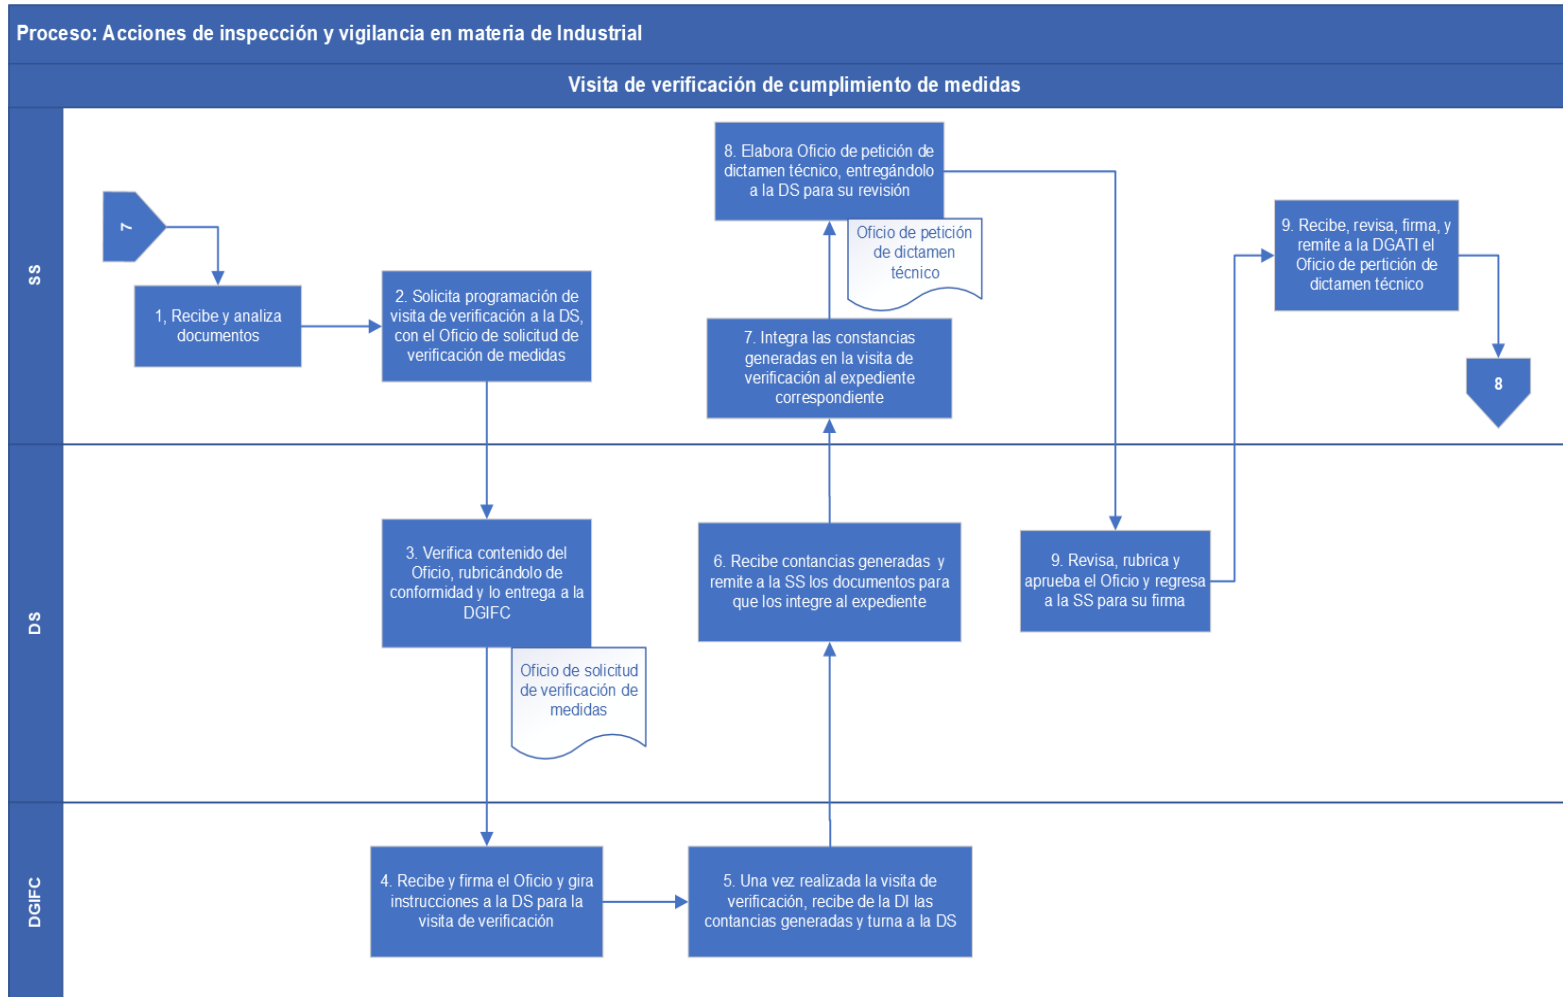 Proceso: Acciones de inspección y vigilancia en materia de Industrial
Visita de verificación de cumplimiento de medidas
SS
7
1, Recibe y analiza
documentos
2. Solicita programación de
visita de verificación a la DS,
con el Oficio de solicitud de
verificación de medidas
8. Elabora Oficio de petición de
dictamen técnico, entregándolo
a la DS para su revisión
Oficio de petición
de dictamen
técnico
7. Integra las constancias
generadas en la visita de
verificación al expediente
correspondiente
9. Recibe, revisa, firma, y
remite a la DGATI el
Oficio de pertición de
dictamen técnico
8
DS
3. Verifica contenido del
Oficio, rubricándolo de
conformidad y lo entrega a la
DGIFC
Oficio de solicitud
de verificación de
medidas
6. Recibe contancias generadas y
remite a la SS los documentos para
que los integre al expediente
9. Revisa, rubrica y
aprueba el Oficio y regresa
a la SS para su firma
DGIFC
4. Recibe y firma el Oficio y gira
instrucciones a la DS para la
visita de verificación
5. Una vez realizada la visita de
verificación, recibe de la DI las
contancias generadas y turna a la DS